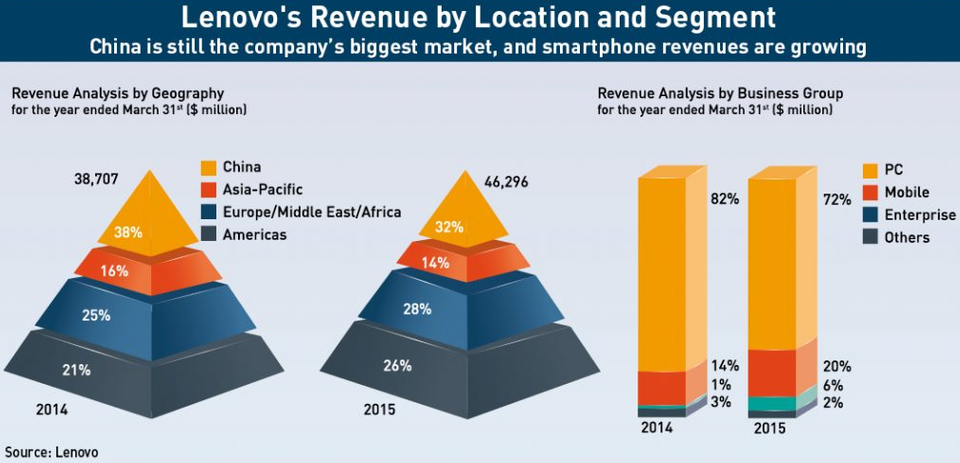 Lenovo's Revenue by Location and Segment
China is still the company's biggest market, and smartphone revenues are growing
Revenue Analysis by Geography
for the year ended March 31st ($ million)
38,707
China
Asia-Pacific
Europe/Middle East/Africa
Americas
38%
16%
25%
21%
2014
46,296
32%
14%
28%
26%
2015
Revenue Analysis by Business Group
for the year ended March 31st ($ million)
82%
14%
1%
3%
2014
72%
20%
6%
2%
2015
PC
Mobile
Enterprise
Others
Source: Lenovo